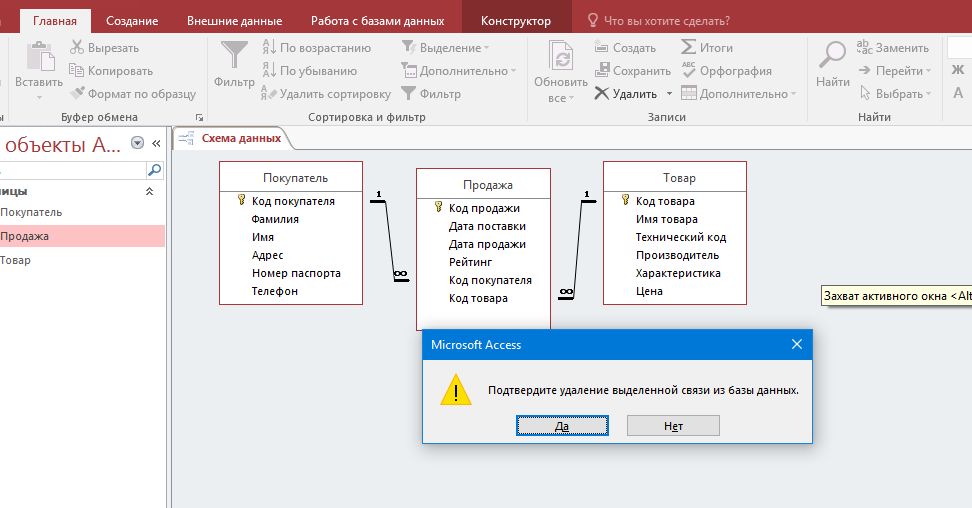 Главная Создание Внешние данные Работа с базами данных Конструктор Что вы хотите сделать?
Вставить
Вырезать
Копировать
Формат по образцу
Буфер обмена
Фильтр
По возрастанию
По убыванию
Удалить сортировку
Выделение
Дополнительно
Фильтр
Сортировка и фильтр
Обновить
все
Создать
Сохранить
Удалить
Итоги
Орфография
Дополнительно
Записи
Найти
Заменить
Перейти
Выбрать
Найти
Ж
А
объекты A...
Схема данных
Покупатель
Продажа
Товар
Покупатель
Код покупателя
Фамилия
Имя
Адрес
Номер паспорта
Телефон
1
∞
Продажа
Код продажи
Дата поставки
Дата продажи
Рейтинг
Код покупателя
Код товара
1
∞
Товар
Код товара
Имя товара
Технический код
Производитель
Характеристика
Цена
Захват активного окна <Alt
Microsoft Access
Подтвердите удаление выделенной связи из базы данных.
Да Нет